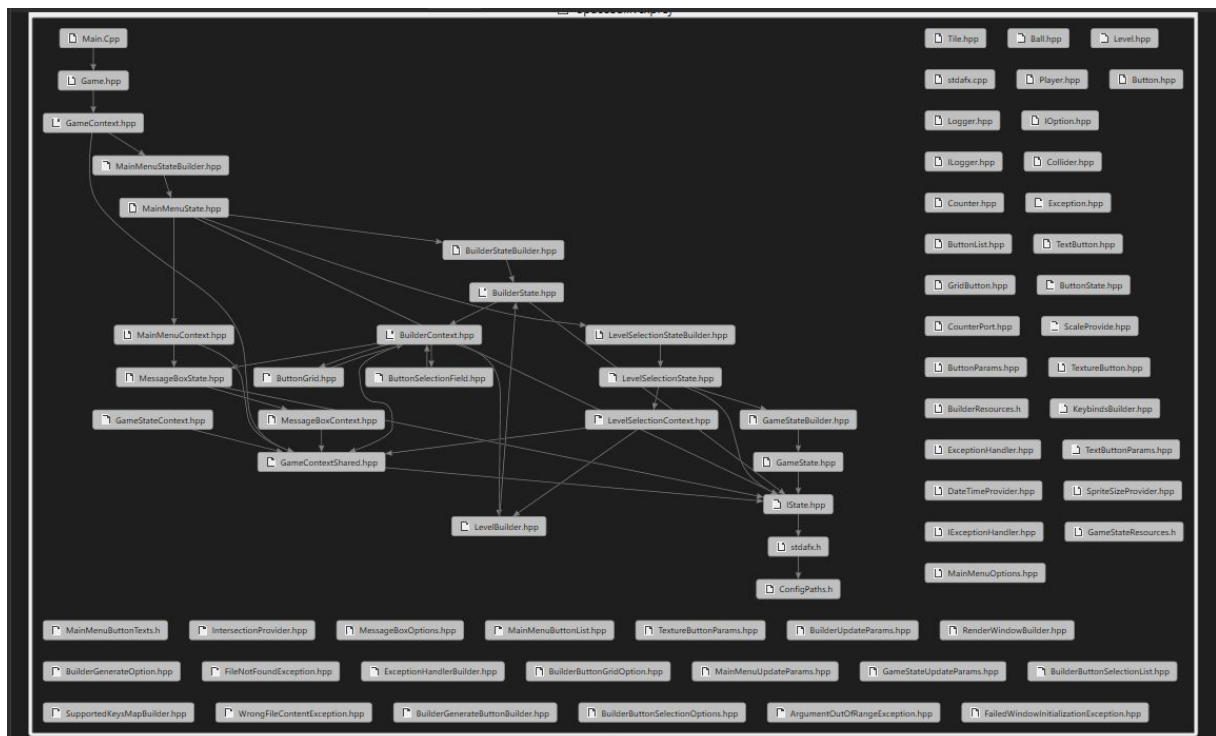 Main.Cpp
Tile.hpp Ball.hpp Level.hpp
Game.hpp
stdafx.cpp Player.hpp Button.hpp
GameContext.hpp
Logger.hpp IOption.hpp
MainMenuStateBuilder.hpp
ILogger.hpp Collider.hpp
MainMenuState.hpp
Counter.hpp Exception.hpp
BuilderStateBuilder.hpp
ButtonList.hpp TextButton.hpp
BuilderState.hpp
GridButton.hpp ButtonState.hpp
MainMenuContext.hpp BuilderContext.hpp LevelSelectionStateBuilder.hpp
CounterPort.hpp ScaleProvide.hpp
MessageBoxState.hpp ButtonGrid.hpp ButtonSelectionField.hpp LevelSelectionState.hpp
ButtonParams.hpp TextureButton.hpp
GameStateContext.hpp MessageBoxContext.hpp LevelSelectionContext.hpp GameStateBuilder.hpp
BuilderResources.h KeybindsBuilder.hpp
GameContextShared.hpp GameState.hpp
ExceptionHandler.hpp TextButtonParams.hpp
IState.hpp
DateTimeProvider.hpp SpriteSizeProvider.hpp
LevelBuilder.hpp
IExceptionHandler.hpp GameStateResources.h
stdafx.h
MainMenuOptions.hpp
ConfigPaths.h
MainMenuButtonTexts.h IntersectionProvider.hpp MessageBoxOptions.hpp MainMenuButtonList.hpp TextureButtonParams.hpp BuilderUpdateParams.hpp RenderWindowBuilder.hpp
BuilderGenerateOption.hpp FileNotFoundException.hpp ExceptionHandlerBuilder.hpp BuilderButtonGridOption.hpp MainMenuUpdateParams.hpp GameStateUpdateParams.hpp BuilderButtonSelectionList.hpp
SupportedKeysMapBuilder.hpp WrongFileContentException.hpp BuilderGenerateButtonBuilder.hpp BuilderButtonSelectionOptions.hpp ArgumentOutOfRangeException.hpp FailedWindowInitializationException.hpp